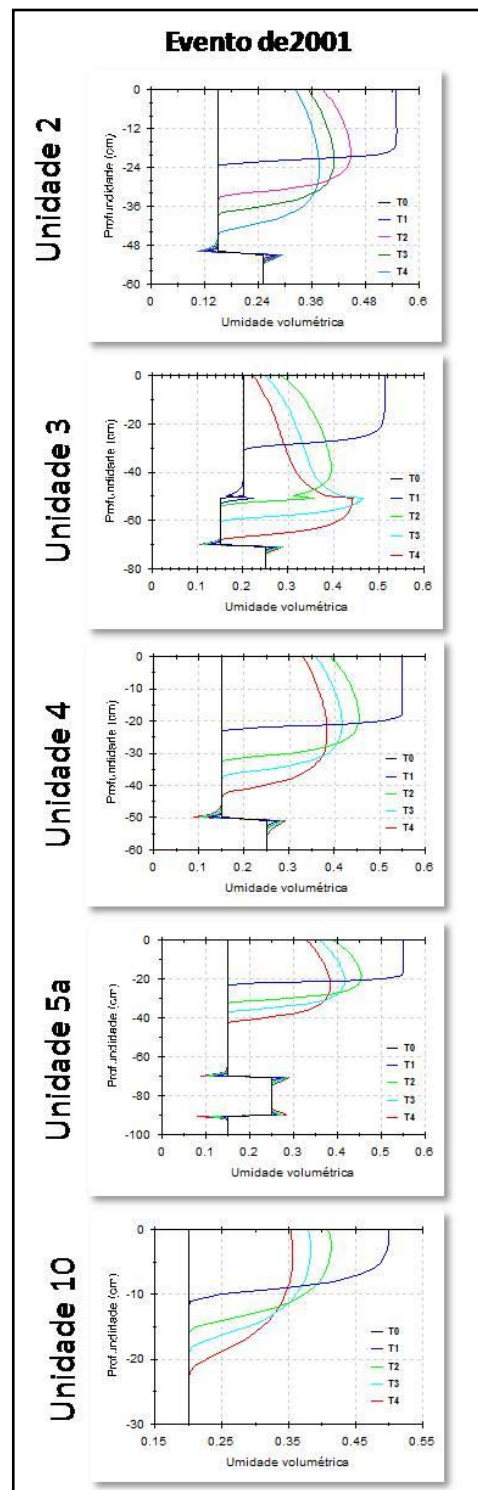 Evento de2001
Unidade 2
Profundidade (cm)
0
-12
-24
-36
-48
-60
0
0.12
0.24
0.36
0.48
0.6
Umidade volumétrica
T0
T1
T2
T3
T4
Unidade 3
Profundidade (cm)
0
-20
-40
-60
-80
0
0.1
0.2
0.3
0.4
0.5
0.6
Umidade volumétrica
T0
T1
T2
T3
T4
Unidade 4
Profundidade (cm)
0
-10
-20
-30
-40
-50
-60
0
0.1
0.2
0.3
0.4
0.5
0.6
Umidade volumétrica
T0
T1
T2
T3
T4
Unidade 5a
Profundidade (cm)
0
-20
-40
-60
-80
-100
0
0.1
0.2
0.3
0.4
0.5
0.6
Umidade volumétrica
T0
T1
T2
T3
T4
Unidade 10
Profundidade (cm)
0
-10
-20
-30
0.15
0.25
0.35
0.45
0.55
Umidade volumétrica
T0
T1
T2
T3
T4